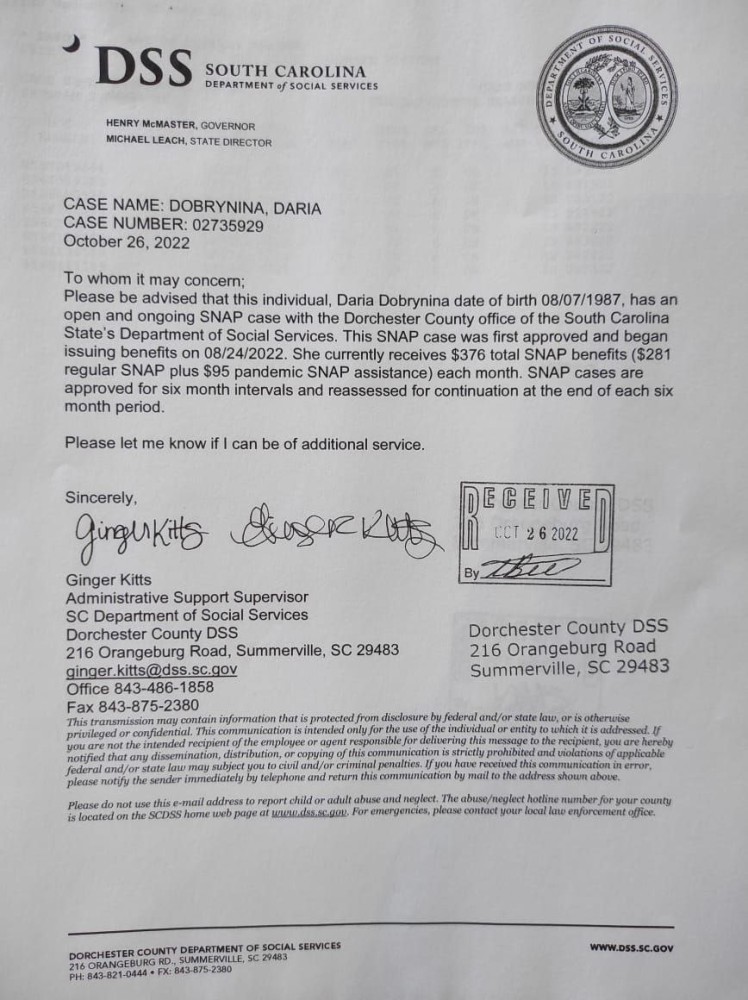 DSS SOUTH CAROLINA
DEPARTMENT of SOCIAL SERVICES
DEPARTMENT OF SOCIAL SERVICES
SOUTH CAROLINA
HENRY McMASTER, GOVERNOR
MICHAEL LEACH, STATE DIRECTOR
CASE NAME: DOBRYNINA, DARIA
CASE NUMBER: 02735929
October 26, 2022
To whom it may concern;
Please be advised that this individual, Daria Dobrynina date of birth 08/07/1987, has an
open and ongoing SNAP case with the Dorchester County office of the South Carolina
State's Department of Social Services. This SNAP case was first approved and began
issuing benefits on 08/24/2022. She currently receives $376 total SNAP benefits ($281
regular SNAP plus $95 pandemic SNAP assistance) each month. SNAP cases are
approved for six month intervals and reassessed for continuation at the end of each six
month period.
Please let me know if I can be of additional service.
Sincerely,
Ginger Kitts Ginger Kitts
RECEIVED
OCT 26 2022
By
Ginger Kitts
Administrative Support Supervisor
SC Department of Social Services
Dorchester County DSS
216 Orangeburg Road, Summerville, SC 29483
ginger.kitts@dss.sc.gov
Office 843-486-1858
Fax 843-875-2380
Dorchester County DSS
216 Orangeburg Road
Summerville, SC 29483
This transmission may contain information that is protected from disclosure by federal and/or state law, or is otherwise
privileged or confidential. This communication is intended only for the use of the individual or entity to which it is addressed. If
you are not the intended recipient of the employee or agent responsible for delivering this message to the recipient, you are hereby
notified that any dissemination, distribution, or copying of this communication is strictly prohibited and violations of applicable
federal and/or state law may subject you to civil and/or criminal penalties. If you have received this communication in error,
please notify the sender immediately by telephone and return this communication by mail to the address shown above.
Please do not use this e-mail address to report child or adult abuse and neglect. The abuse/neglect hotline number for your county
is located on the SCDSS home web page at www.dss.sc.gov. For emergencies, please contact your local law enforcement office.
DORCHESTER COUNTY DEPARTMENT OF SOCIAL SERVICES
216 ORANGEBURG RD., SUMMERVILLE, SC 29483
PH: 843-821-0444 • FX: 843-875-2380
WWW.DSS.SC.GOV